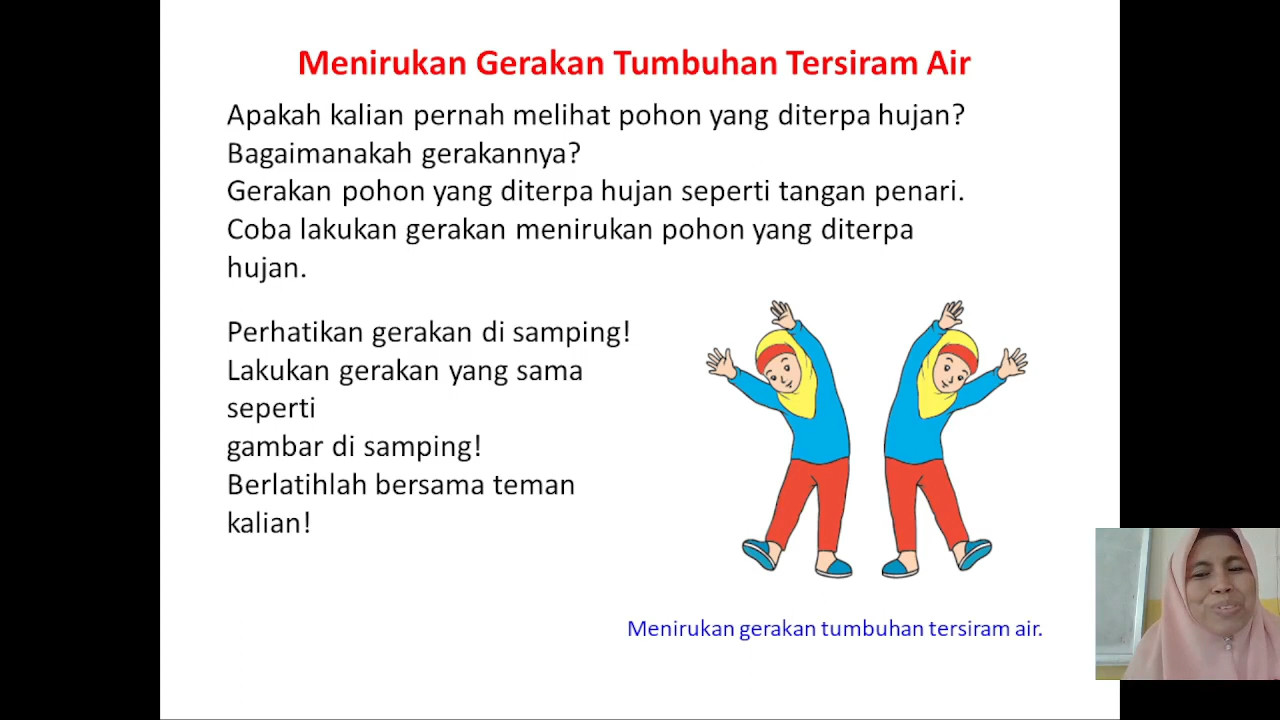 Menirukan Gerakan Tumbuhan Tersiram Air
Apakah kalian pernah melihat pohon yang diterpa hujan?
Bagaimanakah gerakannya?
Gerakan pohon yang diterpa hujan seperti tangan penari.
Coba lakukan gerakan menirukan pohon yang diterpa
hujan.
Perhatikan gerakan di samping!
Lakukan gerakan yang sama
seperti
gambar di samping!
Berlatihlah bersama teman
kalian!
Menirukan gerakan tumbuhan tersiram air.